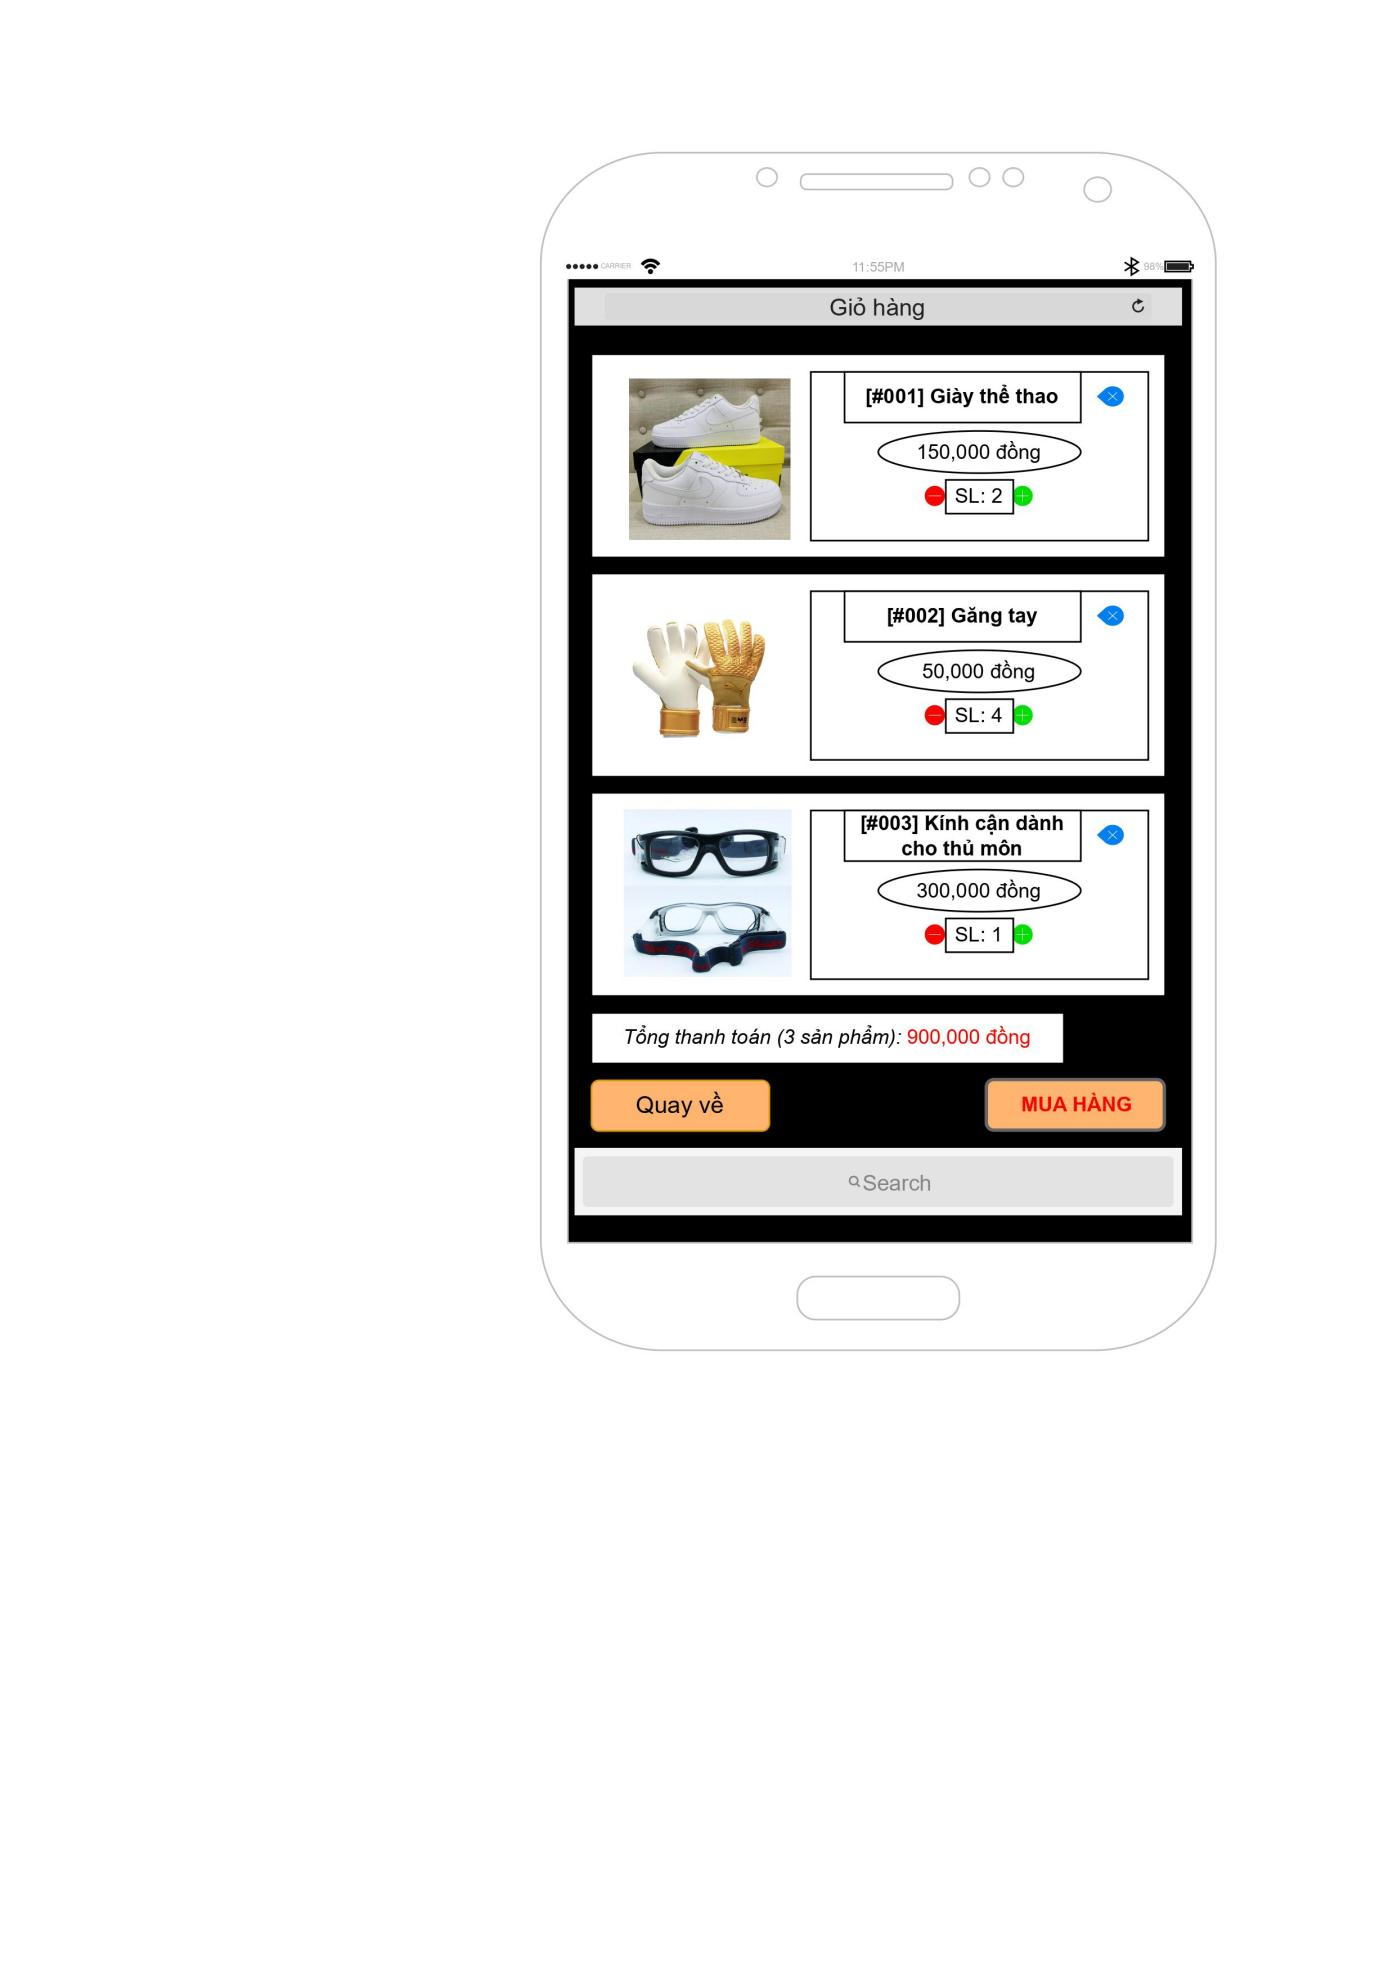 CARRIER
11:55PM
98%
Giỏ hàng
[#001] Giày thể thao
150,000 đồng
SL: 2
[#002] Găng tay
50,000 đồng
SL: 4
[#003] Kính cận dành
cho thủ môn
300,000 đồng
SL: 1
Tổng thanh toán (3 sản phẩm): 900,000 đồng
Quay về
MUA HÀNG
Search